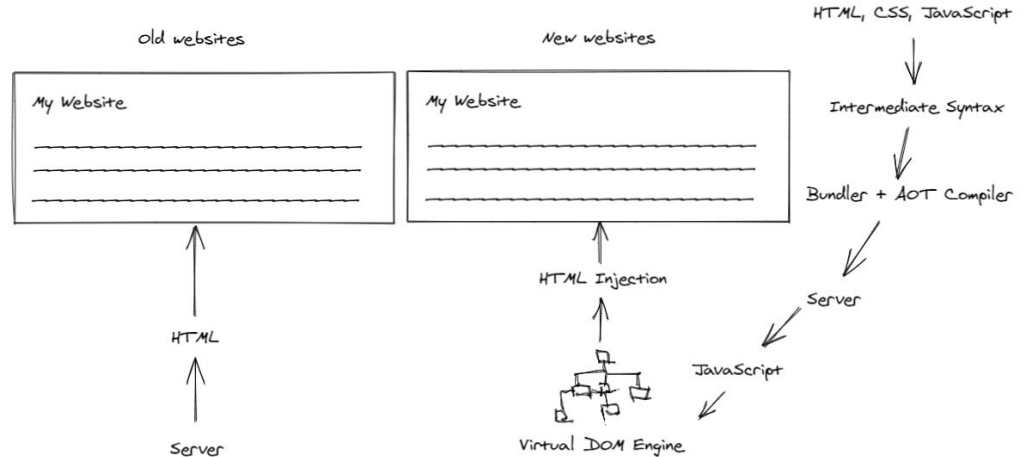 Old websites
My Website
HTML
Server
New websites
My Website
HTML Injection
Virtual DOM Engine
HTML, CSS, JavaScript
Intermediate Syntax
Bundler + AOT Compiler
Server
JavaScript